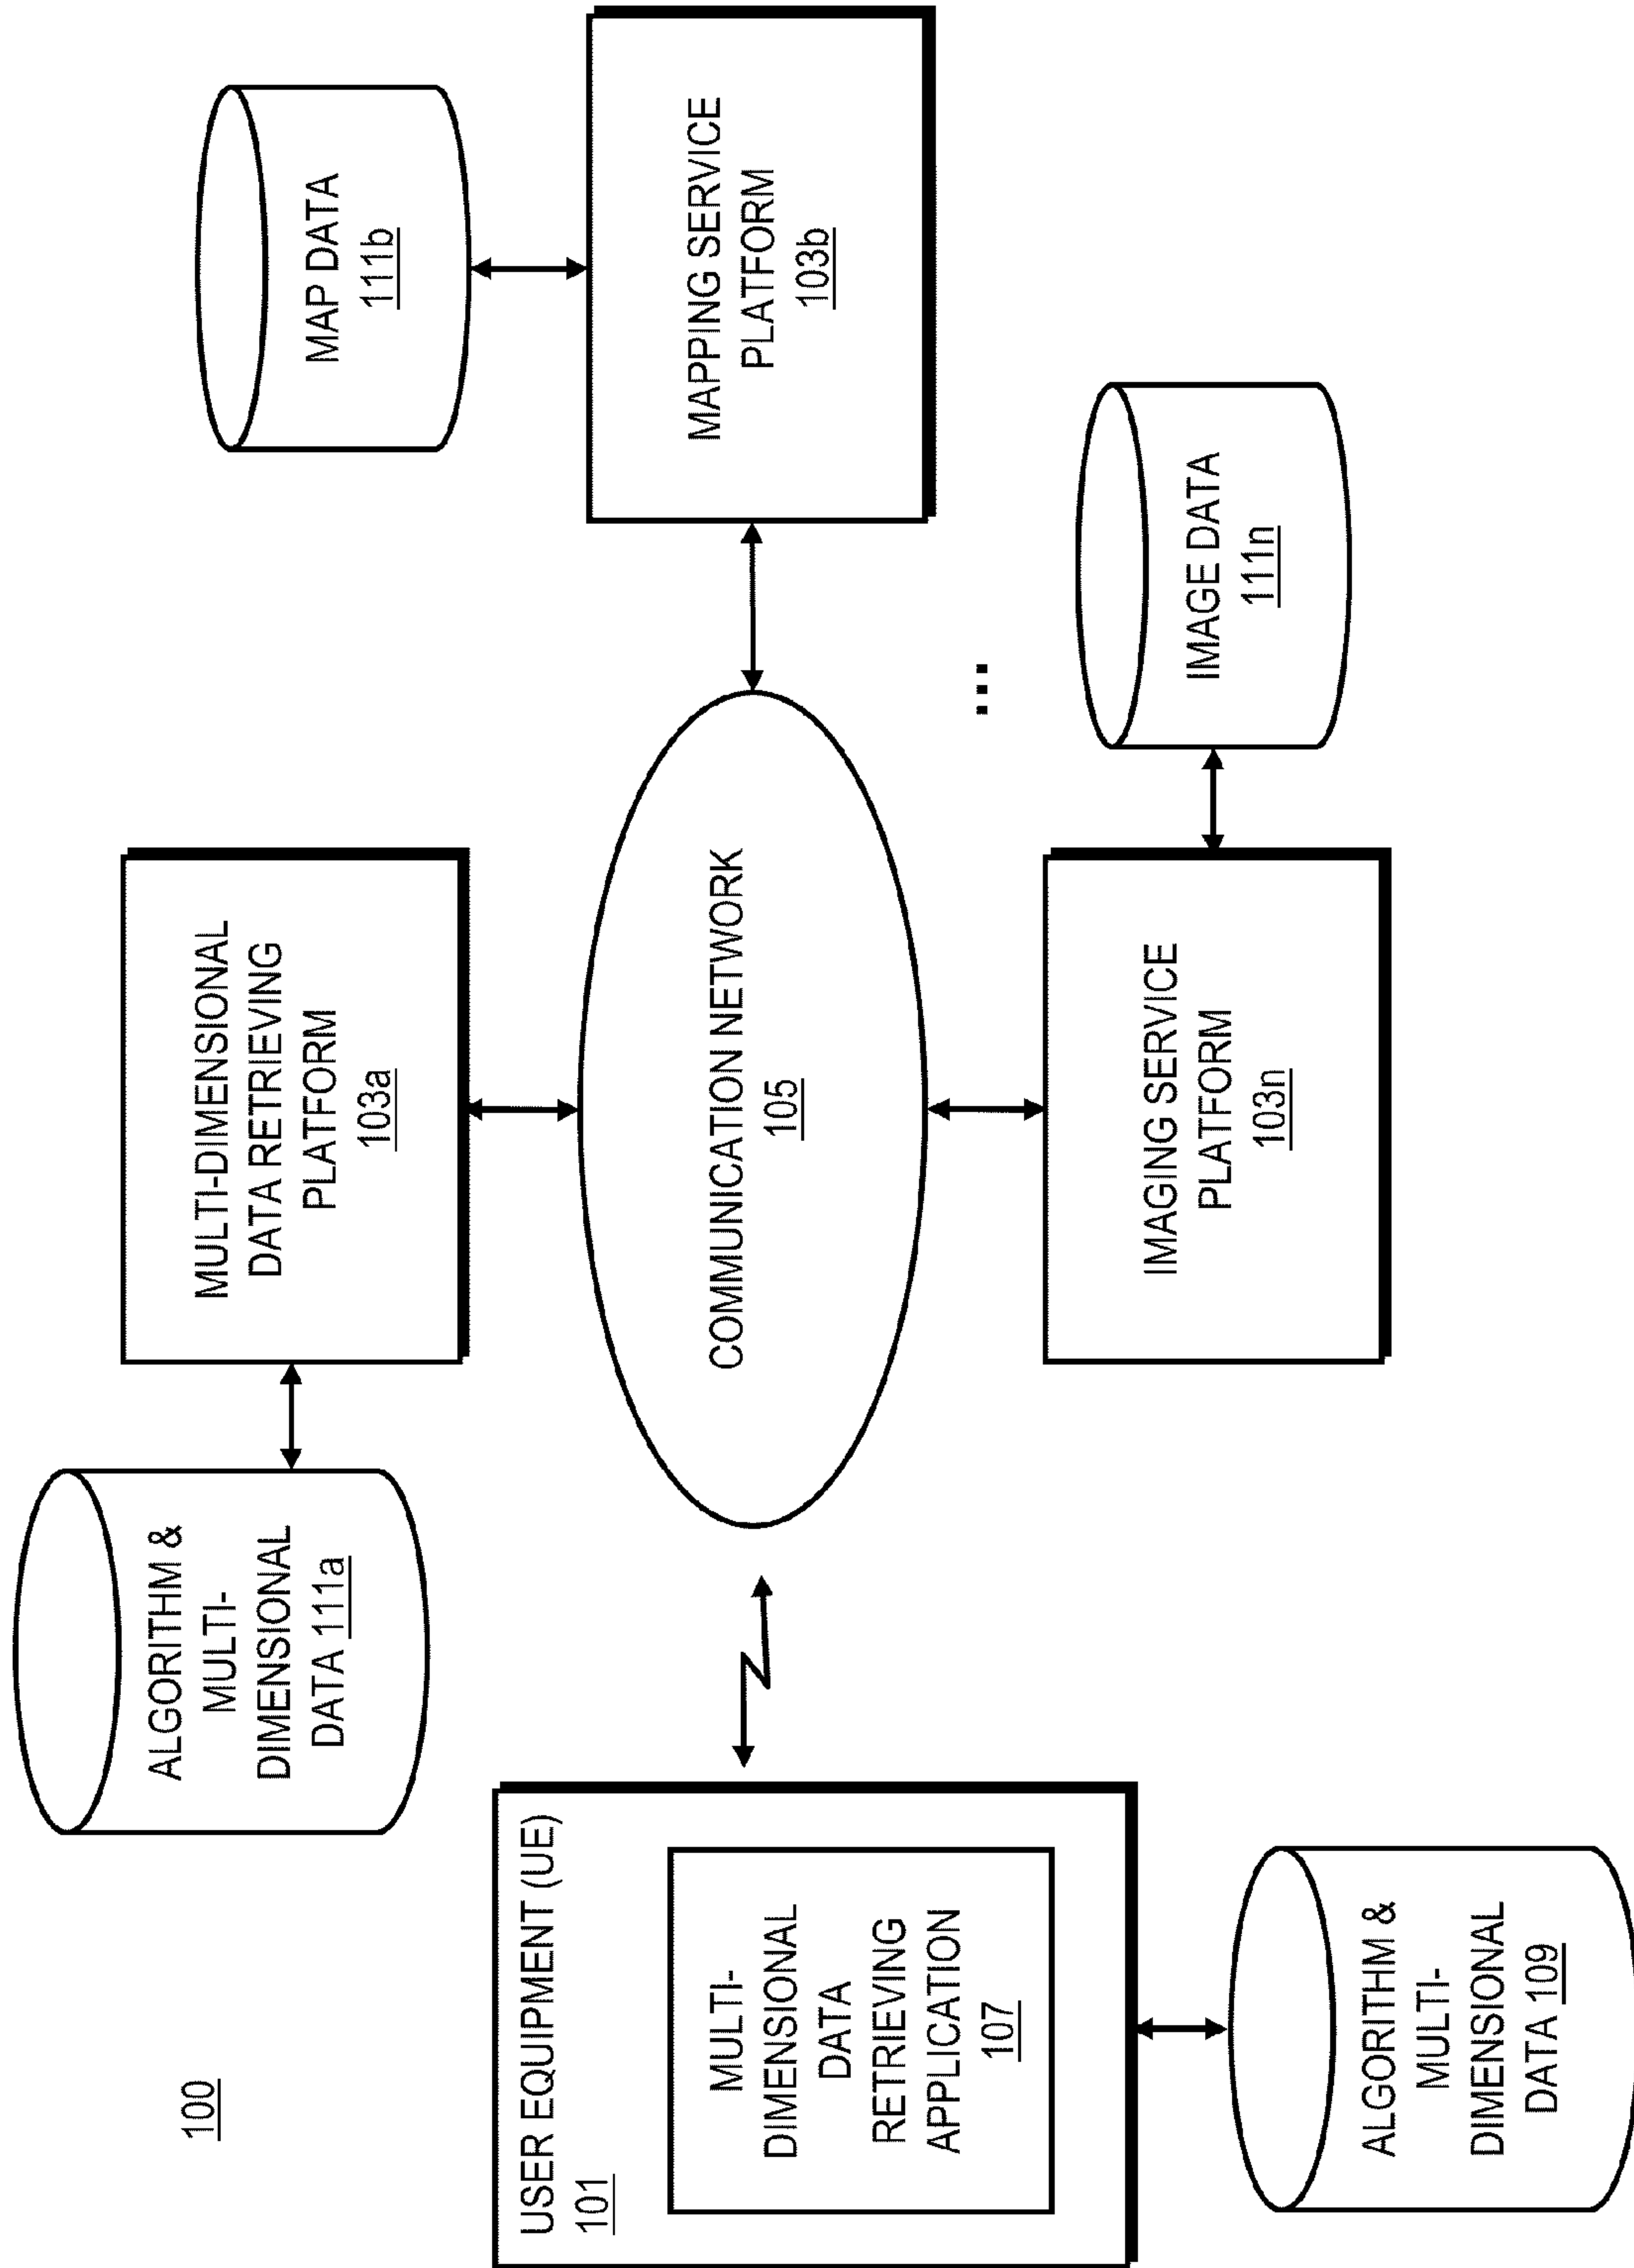 100
ALGORITHM &
MULTI-
DIMENSIONAL
DATA 111a
MULTI-DIMENSIONAL
DATA RETRIEVING
PLATFORM
103a
MAP DATA
111b
USER EQUIPMENT (UE)
101
MULTI-
DIMENSIONAL
DATA
RETRIEVING
APPLICATION
107
COMMUNICATION NETWORK
105
MAPPING SERVICE
PLATFORM
103b
...
ALGORITHM &
MULTI-
DIMENSIONAL
DATA 109
IMAGING SERVICE
PLATFORM
103n
IMAGE DATA
111n